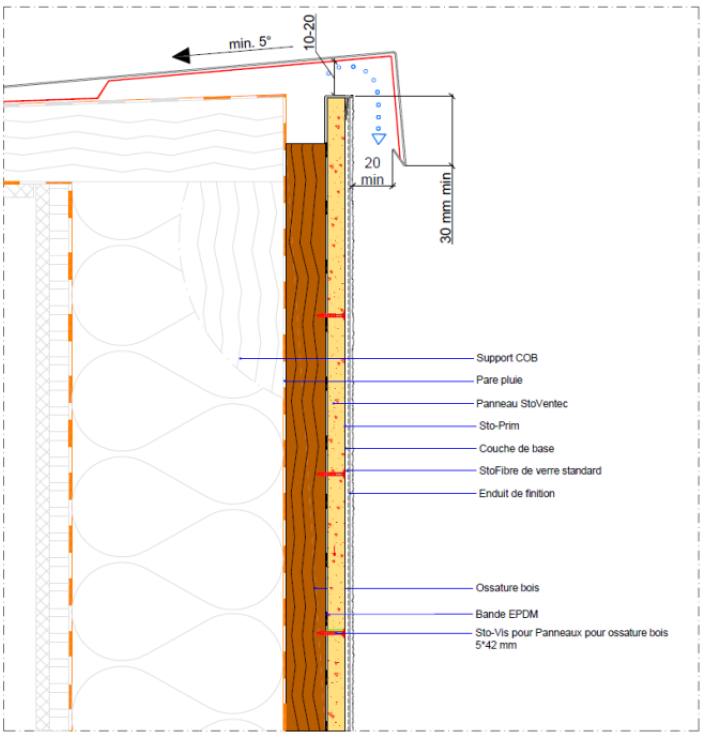 min. 5°
10-20
20
min
30 mm min
Support COB
Pare pluie
Panneau StoVentec
Sto-Prim
Couche de base
StoFibre de verre standard
Enduit de finition
Ossature bois
Bande EPDM
Sto-Vis pour Panneaux pour ossature bois
5*42 mm